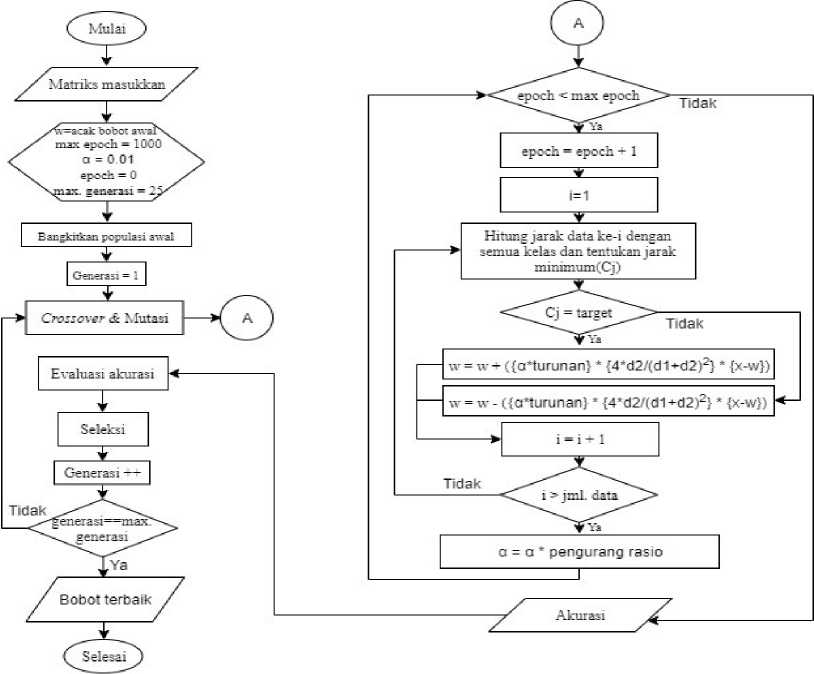 Mulai
Matriks masukkan
w=acak bobot awal
max epoch = 1000
α = 0.01
epoch = 0
max. generasi = 25
Bangkitkan populasi awal
Generasi = 1
Crossover & Mutasi
A
Evaluasi akurasi
Seleksi
Generasi ++
Tidak
generasi==max.
generasi
Ya
Bobot terbaik
Selesai
A
epoch < max epoch
Tidak
Ya
epoch = epoch + 1
i=1
Hitung jarak data ke-i dengan
semua kelas dan tentukan jarak
minimum(Cj)
Cj = target
Tidak
Ya
w = w + ({α*turunan} * {4*d2/(d1+d2)²} * {x-w})
w = w - ({α*turunan} * {4*d2/(d1+d2)²} * {x-w})
i = i + 1
Tidak
i > jml. data
Ya
α = α * pengurang rasio
Akurasi